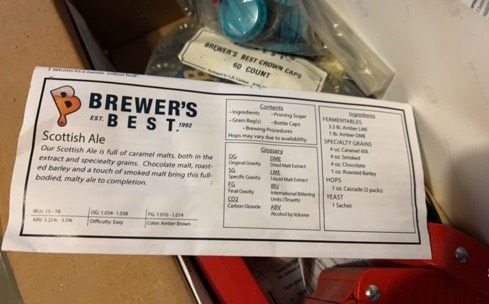 BREWER'S BEST CROWN CAPS
60 COUNT
BREWER'S
EST. BEST. 1992
Scottish Ale
Our Scottish Ale is full of caramel malts, both in the
extract and specialty grains. Chocolate malt, roast-
ed barley and a touch of smoked malt bring this full-
bodied, malty ale to completion.
IBUs: 15 - 18
OG: 1.034 - 1.038
FG: 1.010 - 1.014
Difficulty: Easy
Color: Amber Brown
Contents
• Ingredients
• Priming Sugar
• Grain Bag(s)
• Bottle Caps
• Brewing Procedures
Hops may vary due to availability.
Glossary
OG
Original Gravity
SG
Specific Gravity
FG
Final Gravity
CO2
Carbon Dioxide
DME
Dried Malt Extract
LME
Liquid Malt Extract
IBU
International Bittering
Units (Tinseth)
ABV
Alcohol by Volume
Ingredients
FERMENTABLES
3.3 lb. Amber LME
1 lb. Amber DME
SPECIALTY GRAINS
4 oz. Caramel 60L
4 oz. Smoked
4 oz. Chocolate
1 oz. Roasted Barley
HOPS
1 oz. Cascade (2 packs)
YEAST
1 Sachet